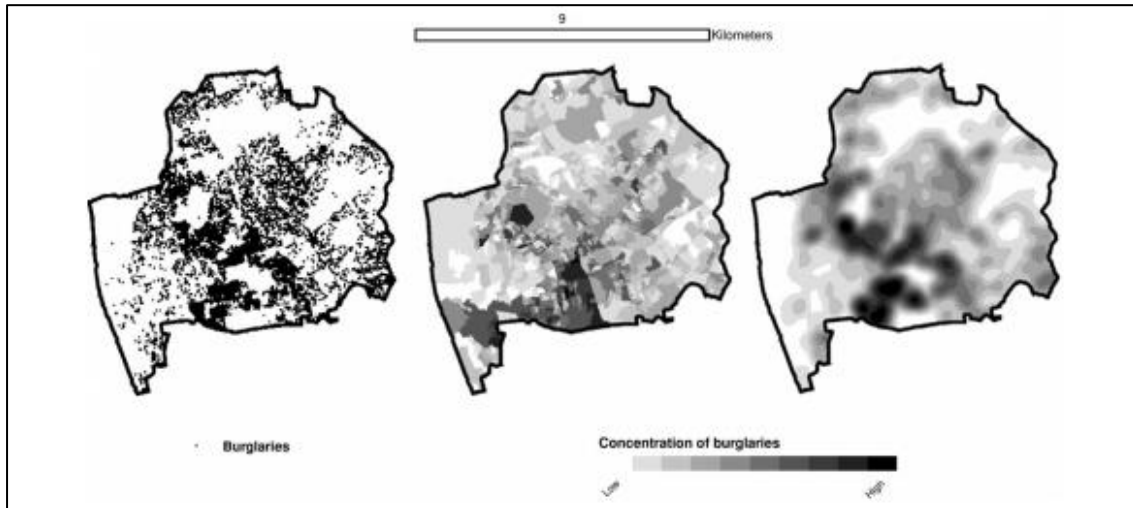 9
Kilometers
Burglaries
Concentration of burglaries
Low
High